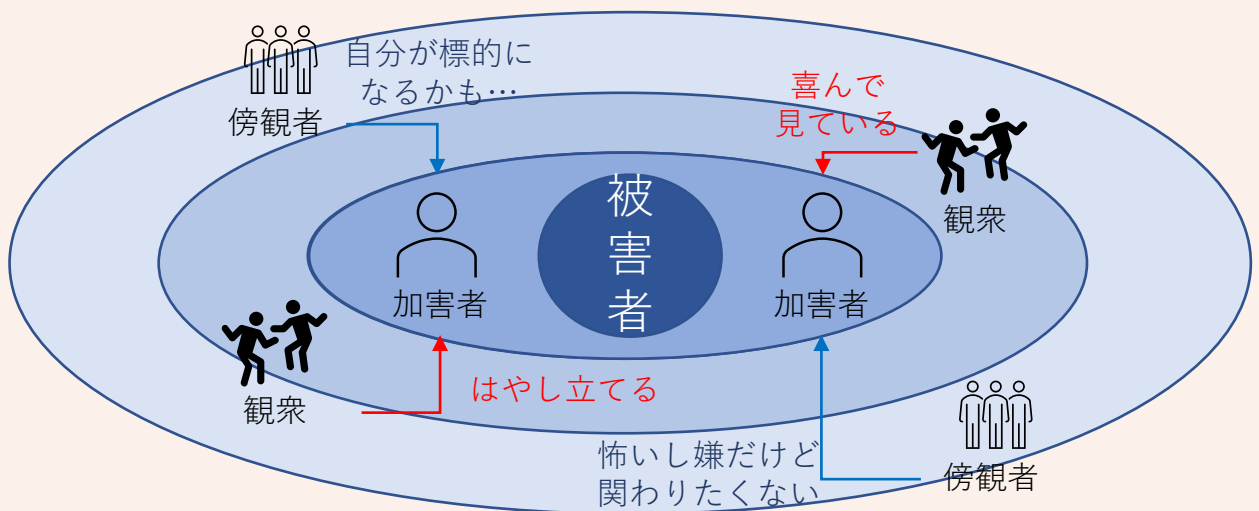 自分が標的に
なるかも…
傍観者
喜んで
見ている
観衆
被害者
加害者
加害者
はやし立てる
観衆
怖いし嫌だけど
関わりたくない
傍観者